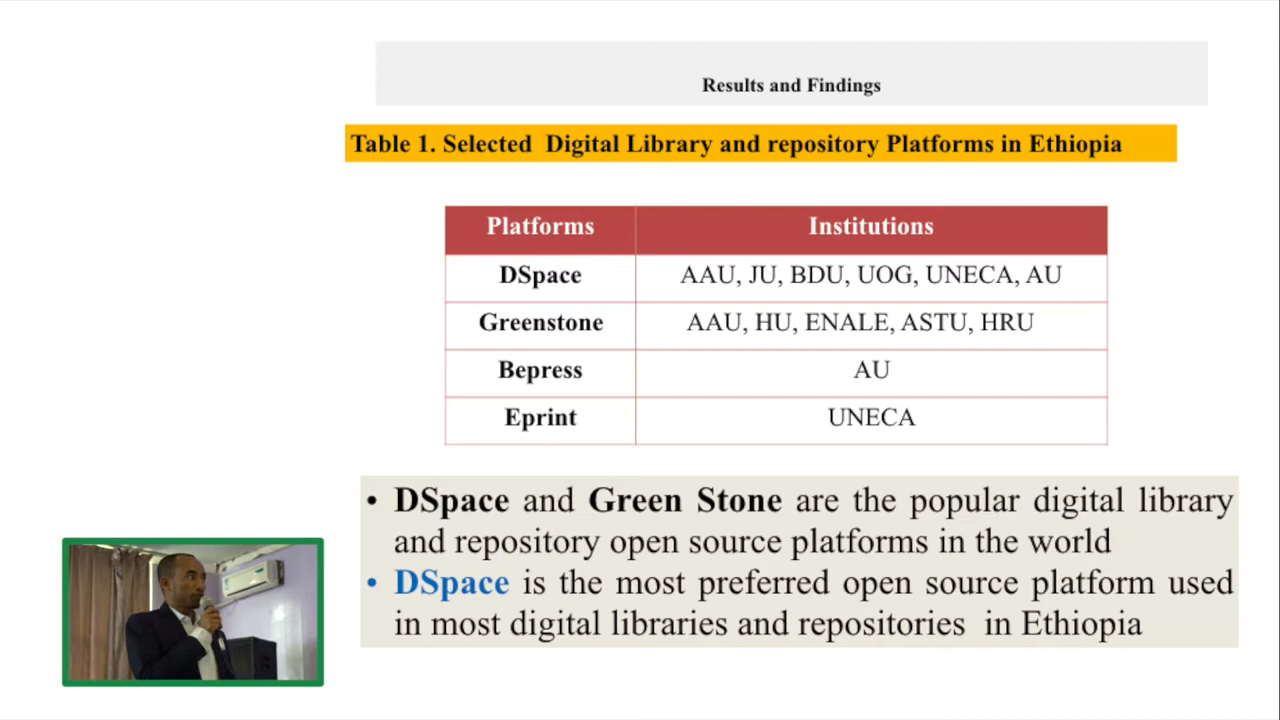 Results and Findings
Table 1. Selected Digital Library and repository Platforms in Ethiopia
Platforms Institutions
DSpace AAU, JU, BDU, UOG, UNECA, AU
Greenstone AAU, HU, ENALE, ASTU, HRU
Bepress AU
Eprint UNECA
• DSpace and Green Stone are the popular digital library
and repository open source platforms in the world
• DSpace is the most preferred open source platform used
in most digital libraries and repositories in Ethiopia